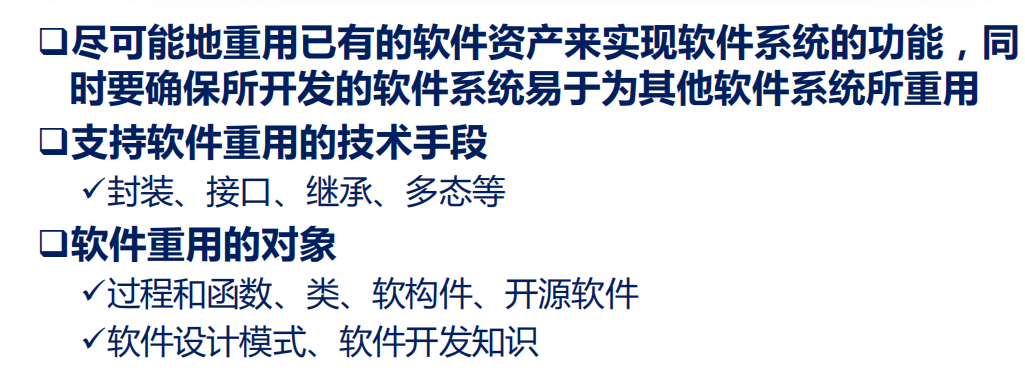 ❑尽可能地重用已有的软件资产来实现软件系统的功能，同
时要确保所开发的软件系统易于为其他软件系统所重用
❑支持软件重用的技术手段
✓封装、接口、继承、多态等
❑软件重用的对象
✓过程和函数、类、软构件、开源软件
✓软件设计模式、软件开发知识